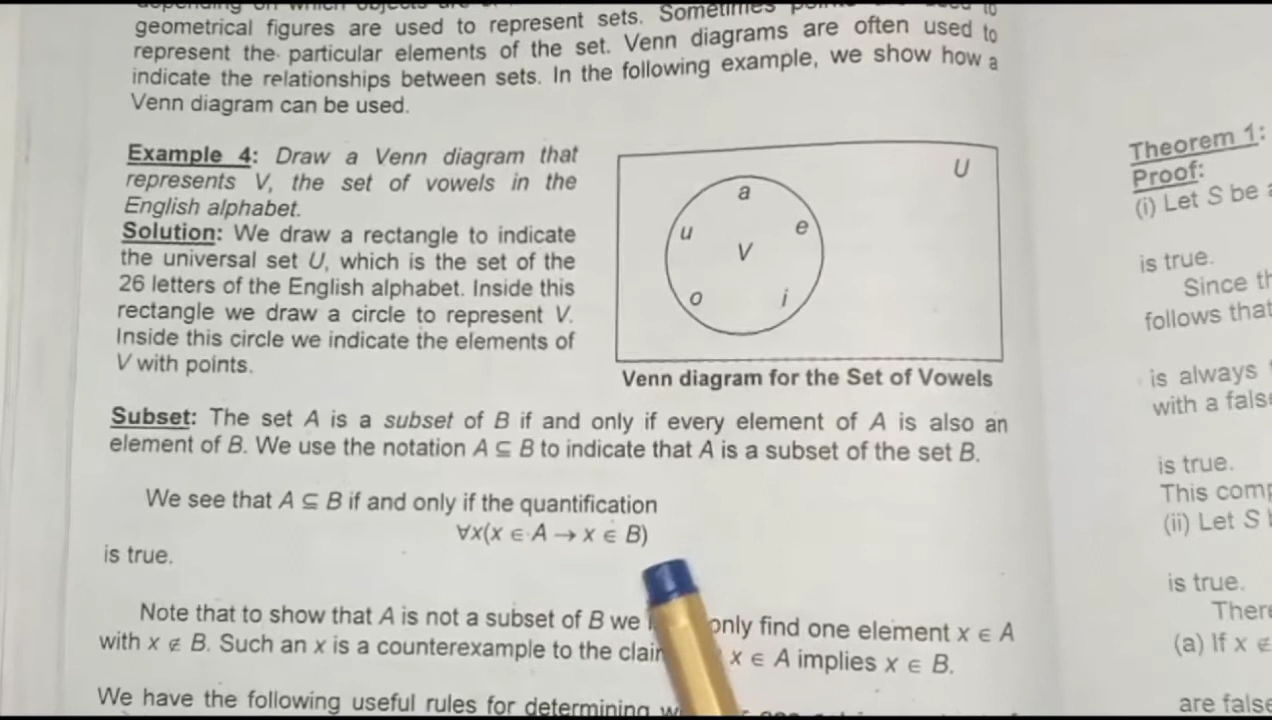 geometrical figures are used to represent sets. Sometimes
represent the particular elements of the set. Venn diagrams are often used to
indicate the relationships between sets. In the following example, we show how a
Venn diagram can be used.
Example 4: Draw a Venn diagram that
represents V, the set of vowels in the
English alphabet.
Solution: We draw a rectangle to indicate
the universal set U, which is the set of the
26 letters of the English alphabet. Inside this
rectangle we draw a circle to represent V.
Inside this circle we indicate the elements of
V with points.
U
a
u
e
V
o
i
Venn diagram for the Set of Vowels
Subset: The set A is a subset of B if and only if every element of A is also an
element of B. We use the notation A ⊆ B to indicate that A is a subset of the set B.
We see that A ⊆ B if and only if the quantification
∀x(x ∈ A → x ∈ B)
is true.
Note that to show that A is not a subset of B we only find one element x ∈ A
with x ∉ B. Such an x is a counterexample to the x ∈ A implies x ∈ B.
We have the following useful rules for determining
Theorem 1:
Proof:
(i) Let S be
is true.
Since
follows that
is always
with a
is true.
This
(ii) Let S
is true.
(a) If x
are